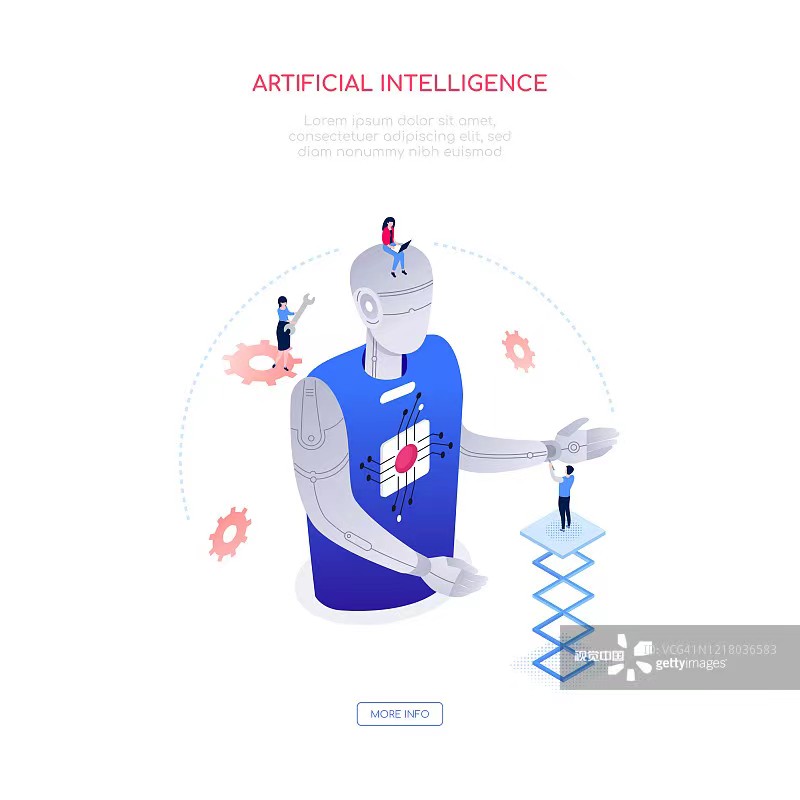 ARTIFICIAL INTELLIGENCE
Lorem ipsum dolor sit amet,
consectetuer adipiscing elit, sed
diam nonummy nibh euismod
ID: VCG41N1218036583
视觉中国
gettyimages
MORE INFO